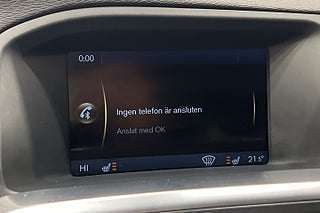 0:00
Ingen telefon är ansluten
Anslut med OK
HI 21.5°